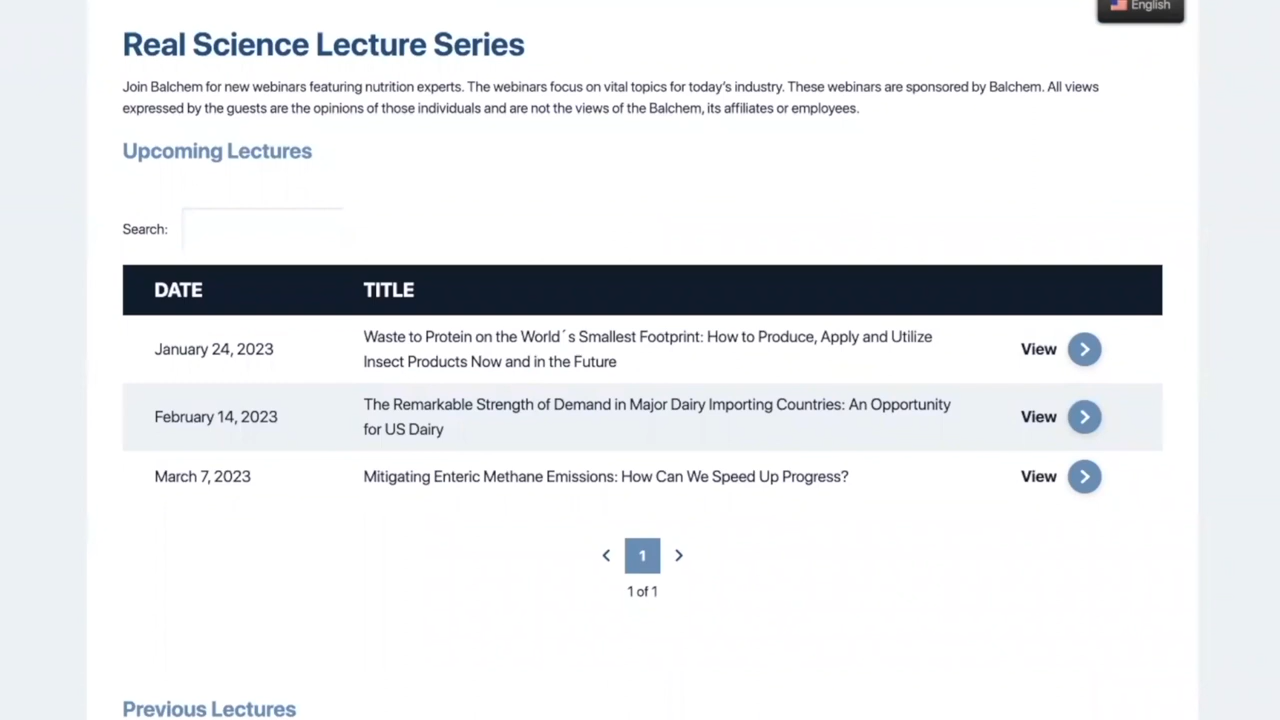 English
Real Science Lecture Series
Join Balchem for new webinars featuring nutrition experts. The webinars focus on vital topics for today's industry. These webinars are sponsored by Balchem. All views
expressed by the guests are the opinions of those individuals and are not the views of the Balchem, its affiliates or employees.
Upcoming Lectures
Search:
DATE TITLE
January 24, 2023 Waste to Protein on the World´s Smallest Footprint: How to Produce, Apply and Utilize
Insect Products Now and in the Future View
February 14, 2023 The Remarkable Strength of Demand in Major Dairy Importing Countries: An Opportunity
for US Dairy View
March 7, 2023 Mitigating Enteric Methane Emissions: How Can We Speed Up Progress? View
1
1 of 1
Previous Lectures